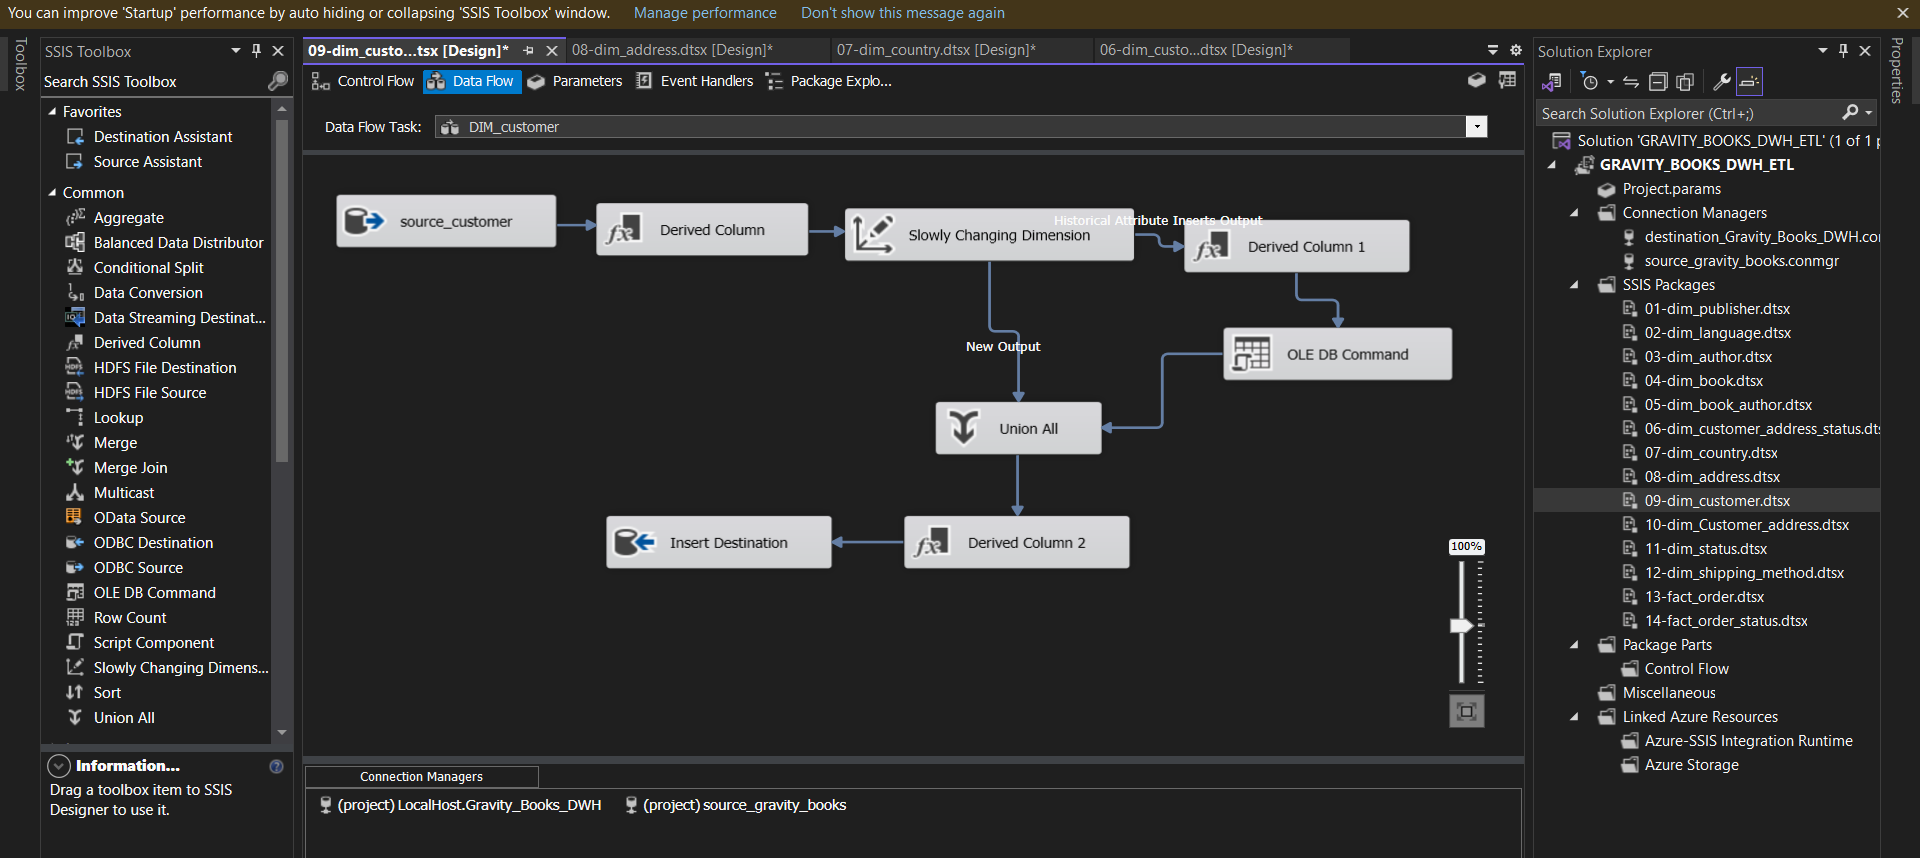 You can improve 'Startup' performance by auto hiding or collapsing 'SSIS Toolbox' window. Manage performance Don't show this message again
Toolbox
SSIS Toolbox
Search SSIS Toolbox
Favorites
Destination Assistant
Source Assistant
Common
Aggregate
Balanced Data Distributor
Conditional Split
Data Conversion
Data Streaming Destinat...
Derived Column
HDFS File Destination
HDFS File Source
Lookup
Merge
Merge Join
Multicast
OData Source
ODBC Destination
ODBC Source
OLE DB Command
Row Count
Script Component
Slowly Changing Dimens...
Sort
Union All
Information...
Drag a toolbox item to SSIS
Designer to use it.
09-dim_custo...tsx [Design]* 08-dim_address.dtsx [Design]* 07-dim_country.dtsx [Design]* 06-dim_custo...dtsx [Design]*
Control Flow Data Flow Parameters Event Handlers Package Explo...
Data Flow Task: DIM_customer
source_customer
Derived Column
Slowly Changing Dimension
Historical Attribute Inserts Output
Derived Column 1
OLE DB Command
New Output
Union All
Insert Destination
Derived Column 2
100%
Connection Managers
(project) LocalHost.Gravity_Books_DWH (project) source_gravity_books
Solution Explorer
Search Solution Explorer (Ctrl+;)
Solution 'GRAVITY_BOOKS_DWH_ETL' (1 of 1 p
GRAVITY_BOOKS_DWH_ETL
Project.params
Connection Managers
destination_Gravity_Books_DWH.con
source_gravity_books.conmgr
SSIS Packages
01-dim_publisher.dtsx
02-dim_language.dtsx
03-dim_author.dtsx
04-dim_book.dtsx
05-dim_book_author.dtsx
06-dim_customer_address_status.dts
07-dim_country.dtsx
08-dim_address.dtsx
09-dim_customer.dtsx
10-dim_Customer_address.dtsx
11-dim_status.dtsx
12-dim_shipping_method.dtsx
13-fact_order.dtsx
14-fact_order_status.dtsx
Package Parts
Control Flow
Miscellaneous
Linked Azure Resources
Azure-SSIS Integration Runtime
Azure Storage
Properties